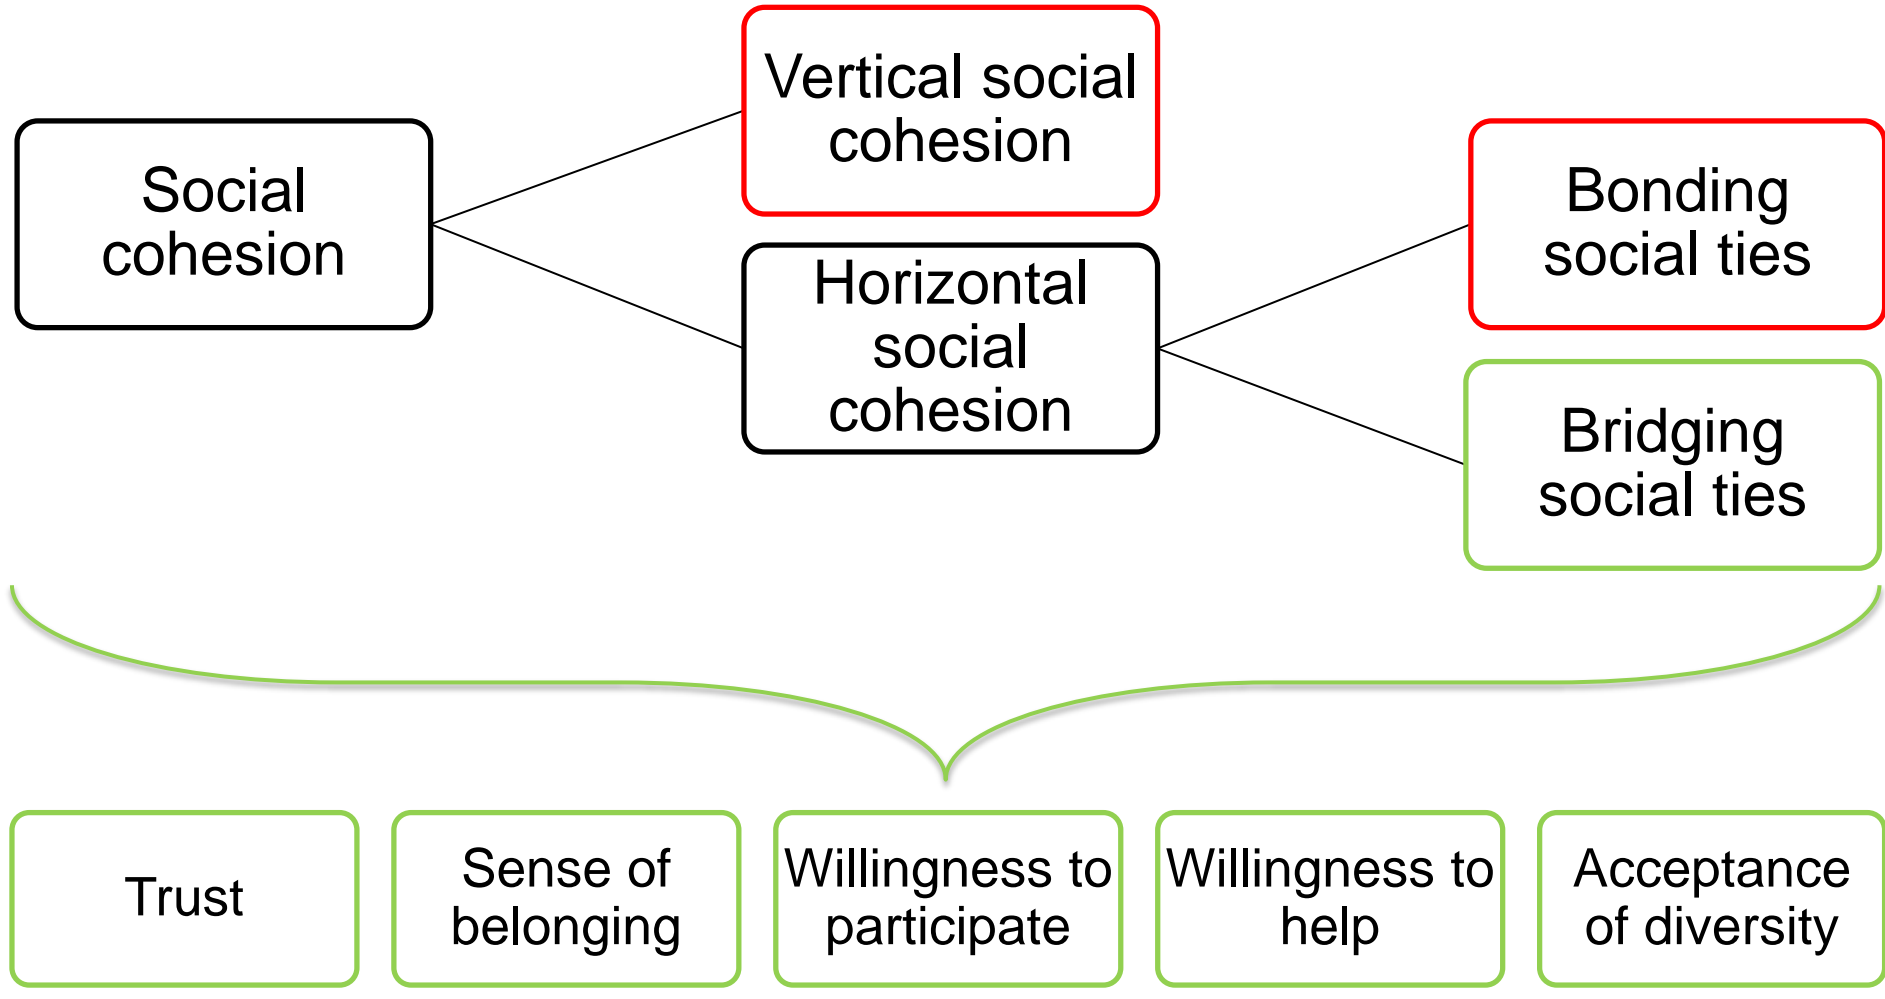 Social
cohesion
Vertical social
cohesion
Horizontal
social
cohesion
Bonding
social ties
Bridging
social ties
Trust
Sense of
belonging
Willingness to
participate
Willingness to
help
Acceptance
of diversity